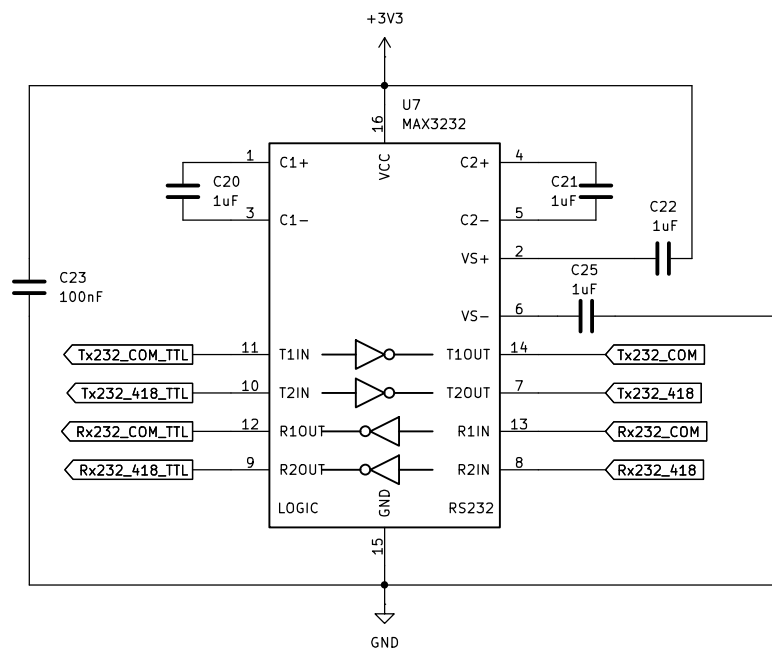 +3V3
U7
MAX3232
16
VCC
1
C1+
C2+
4
C20
1uF
C21
1uF
3
C1-
C2-
5
C22
1uF
VS+
2
C23
100nF
C25
1uF
VS-
6
Tx232_COM_TTL
11
T1IN
T1OUT
14
Tx232_COM
Tx232_418_TTL
10
T2IN
T2OUT
7
Tx232_418
Rx232_COM_TTL
12
R1OUT
R1IN
13
Rx232_COM
Rx232_418_TTL
9
R2OUT
R2IN
8
Rx232_418
LOGIC
GND
RS232
15
GND